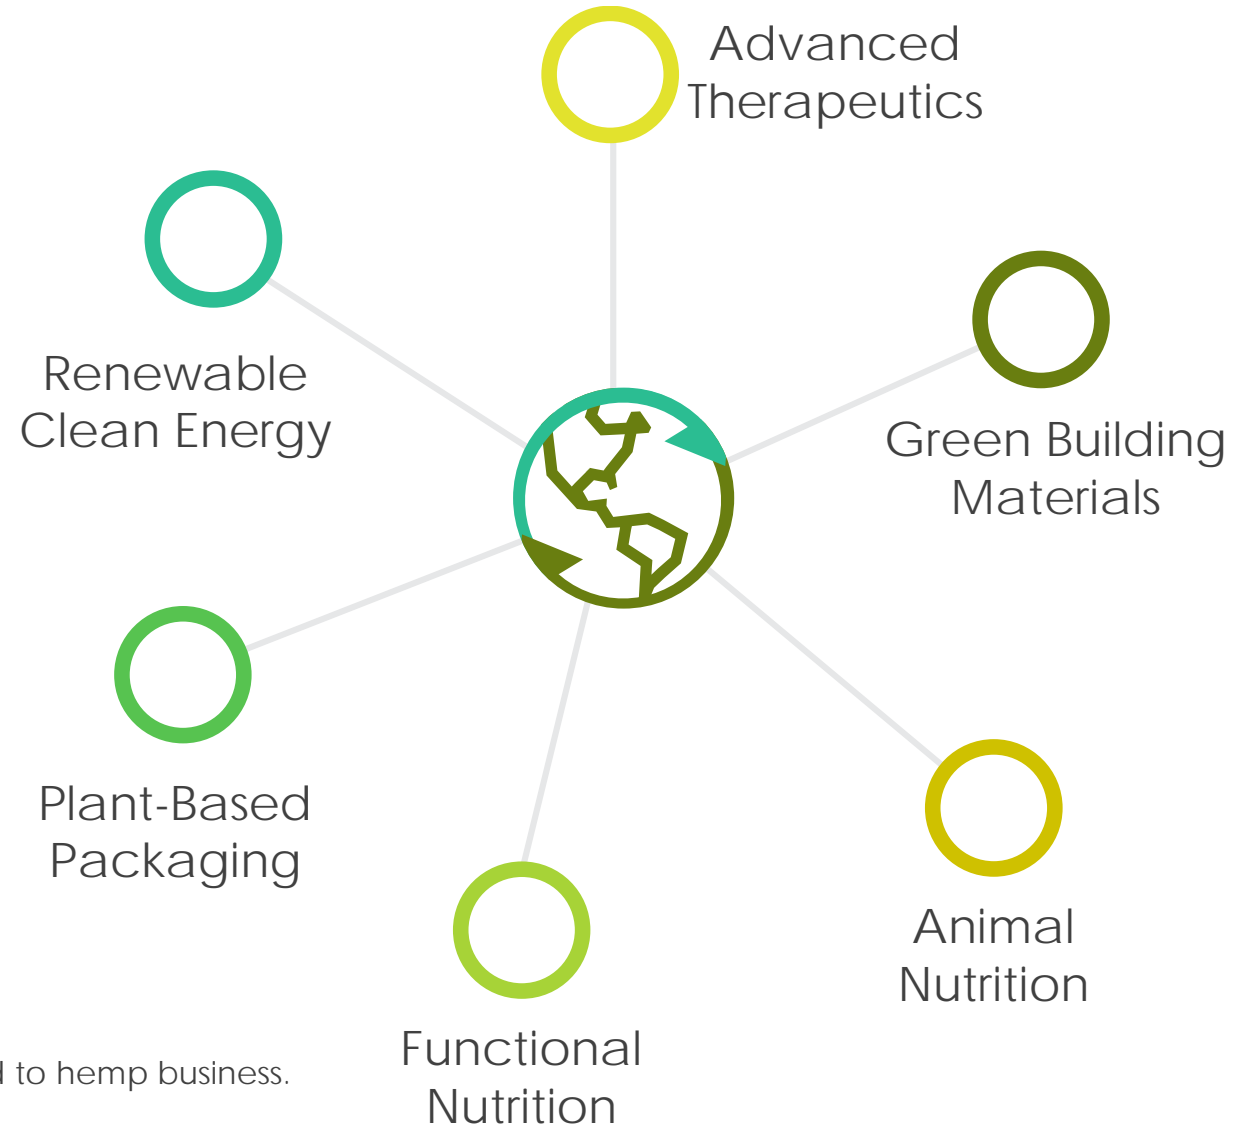 Advanced
Therapeutics
Renewable
Clean Energy
Green Building
Materials
Plant-Based
Packaging
Animal
Nutrition
Functional
Nutrition
to hemp business.